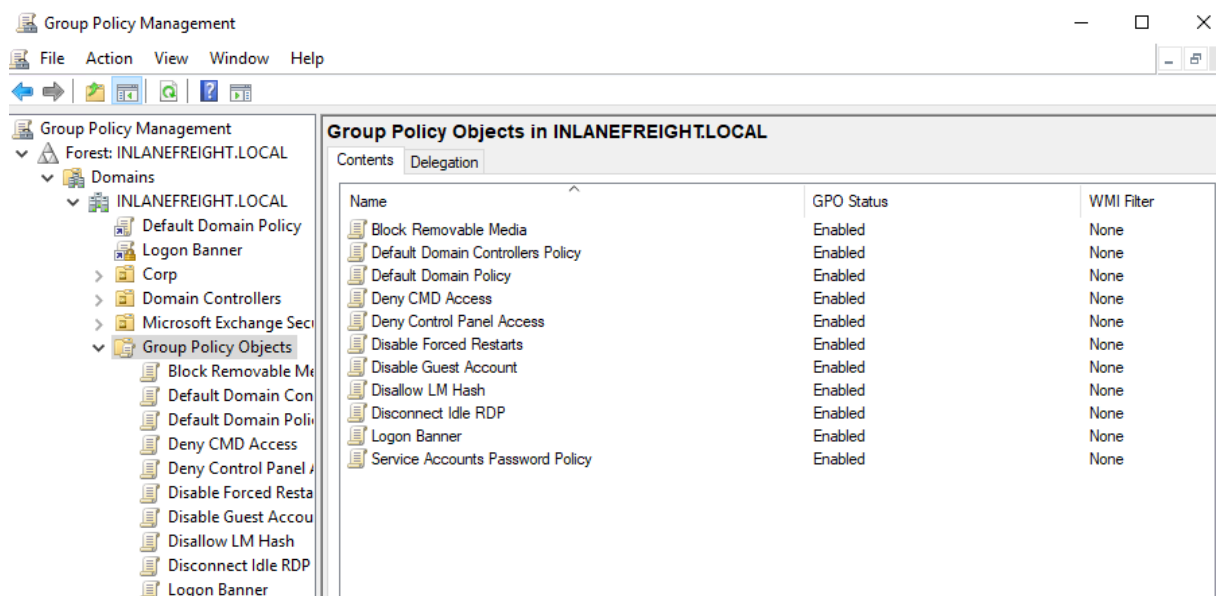 Group Policy Management
File Action View Window Help
Group Policy Management
Forest: INLANEFREIGHT.LOCAL
Domains
INLANEFREIGHT.LOCAL
Default Domain Policy
Logon Banner
Corp
Domain Controllers
Microsoft Exchange Secu
Group Policy Objects
Block Removable Me
Default Domain Con
Default Domain Poli
Deny CMD Access
Deny Control Panel A
Disable Forced Resta
Disable Guest Accou
Disallow LM Hash
Disconnect Idle RDP
Logon Banner
Group Policy Objects in INLANEFREIGHT.LOCAL
Contents Delegation
Name GPO Status WMI Filter
Block Removable Media Enabled None
Default Domain Controllers Policy Enabled None
Default Domain Policy Enabled None
Deny CMD Access Enabled None
Deny Control Panel Access Enabled None
Disable Forced Restarts Enabled None
Disable Guest Account Enabled None
Disallow LM Hash Enabled None
Disconnect Idle RDP Enabled None
Logon Banner Enabled None
Service Accounts Password Policy Enabled None